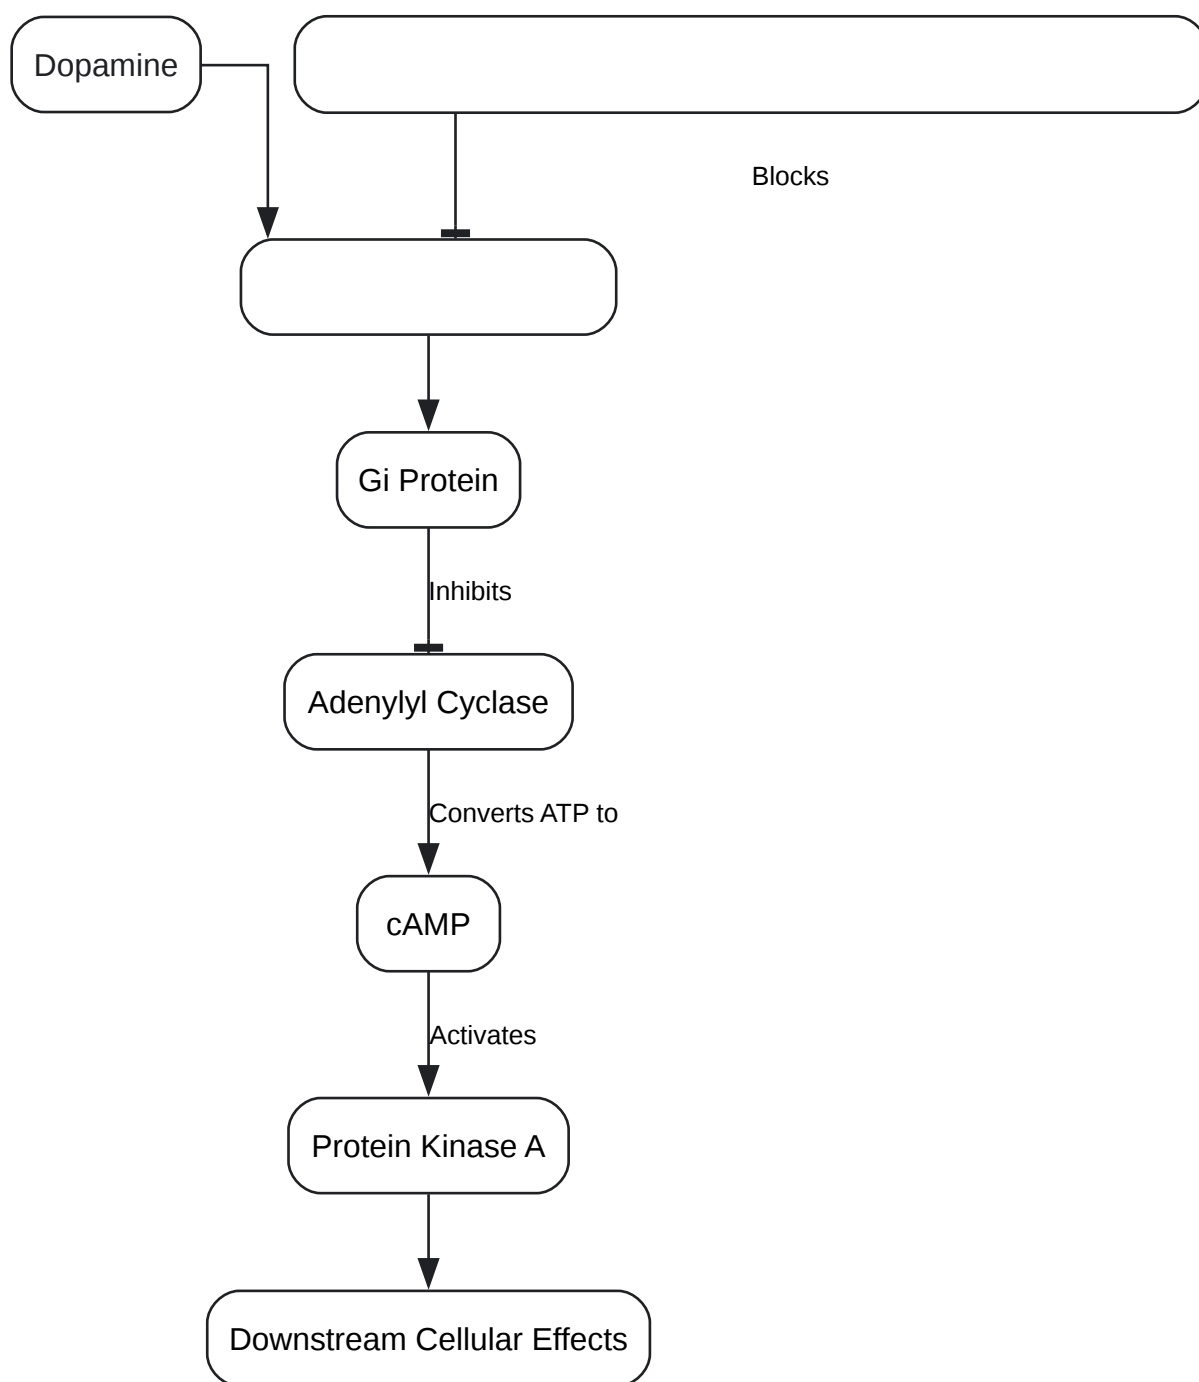 Dopamine
Blocks
Gi Protein
Inhibits
Adenylyl Cyclase
Converts ATP to
cAMP
Activates
Protein Kinase A
Downstream Cellular Effects